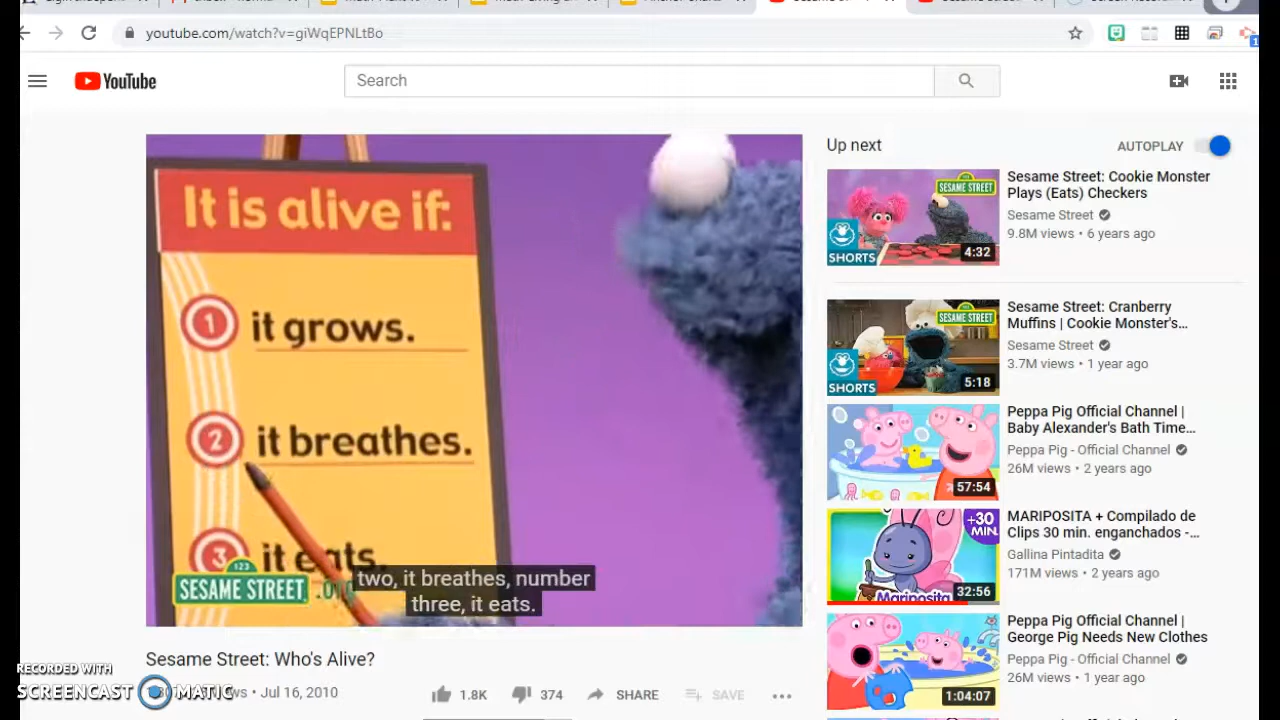 youtube.com/watch?v=giWqEPNLtBo
YouTube
Search
It is alive if:
1 it grows.
2 it breathes.
3 it eats.
123
SESAME STREET .org
two, it breathes, number
three, it eats.
Sesame Street: Who's Alive?
Jul 16, 2010
1.8K
374
SHARE
SAVE
RECORDED WITH
SCREENCAST MATIC
Up next
AUTOPLAY
SESAME STREET
SHORTS
4:32
Sesame Street: Cookie Monster
Plays (Eats) Checkers
Sesame Street
9.8M views • 6 years ago
SESAME STREET
SHORTS
5:18
Sesame Street: Cranberry
Muffins | Cookie Monster's...
Sesame Street
3.7M views • 1 year ago
57:54
Peppa Pig Official Channel |
Baby Alexander's Bath Time...
Peppa Pig - Official Channel
26M views • 2 years ago
+30
MIN.
Mariposita
32:56
MARIPOSITA + Compilado de
Clips 30 min. enganchados -...
Gallina Pintadita
171M views • 2 years ago
1:04:07
Peppa Pig Official Channel |
George Pig Needs New Clothes
Peppa Pig - Official Channel
26M views • 1 year ago